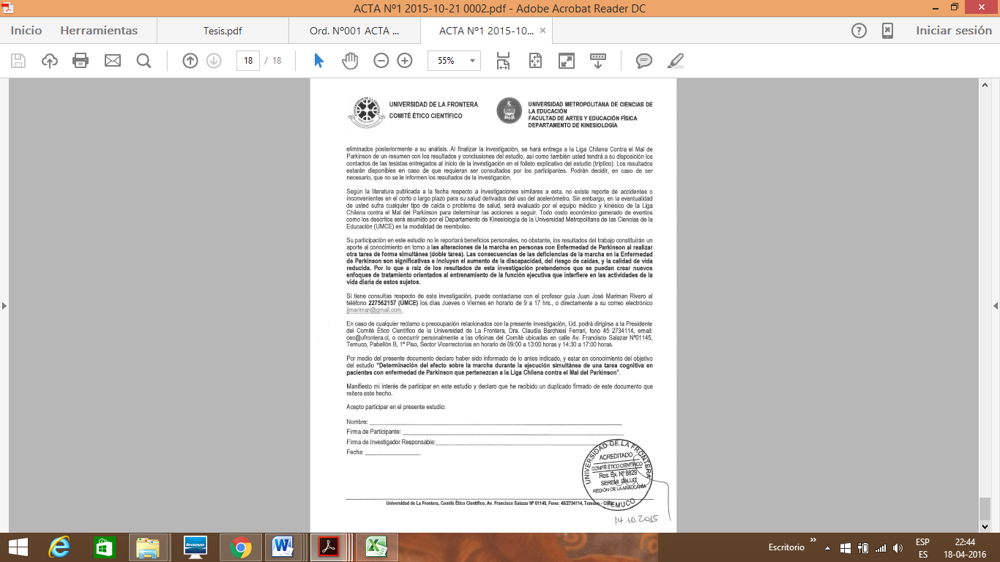 ACTA Nº1 2015-10-21 0002.pdf - Adobe Acrobat Reader DC
Inicio Herramientas Tesis.pdf Ord. Nº001 ACTA ... ACTA Nº1 2015-10... Iniciar sesión
18 / 18 55%
UNIVERSIDAD DE LA FRONTERA
COMITÉ ÉTICO CIENTÍFICO
UNIVERSIDAD METROPOLITANA DE CIENCIAS DE
LA EDUCACIÓN
FACULTAD DE ARTES Y EDUCACIÓN FÍSICA
DEPARTAMENTO DE KINESIOLOGÍA
eliminados posteriormente a su análisis. Al finalizar la investigación, se hará entrega a la Liga Chilena Contra el Mal de
Parkinson de un resumen con los resultados y conclusiones del estudio, así como también usted tendrá a su disposición los
contactos de las tesistas entregados al inicio de la investigación en el folleto explicativo del estudio (tríptico). Los resultados
estarán disponibles en caso de que requieran ser consultados por los participantes. Podrán decidir, en caso de ser
necesario, que no se le informen los resultados de la investigación.
Según la literatura publicada a la fecha respecto a investigaciones similares a esta, no existe reporte de accidentes o
inconvenientes en el corto o largo plazo para su salud derivados del uso del acelerómetro. Sin embargo, en la eventualidad
de usted sufra cualquier tipo de caída o problema de salud, será evaluado por el equipo médico y kinésico de la Liga
Chilena contra el Mal del Parkinson para determinar las acciones a seguir. Todo costo económico generado de eventos
como los descritos será asumido por el Departamento de Kinesiología de la Universidad Metropolitana de las Ciencias de la
Educación (UMCE) en la modalidad de reembolso.
Su participación en este estudio no le reportará beneficios personales, no obstante, los resultados del trabajo constituirán un
aporte al conocimiento en torno a las alteraciones de la marcha en personas con Enfermedad de Parkinson al realizar
otra tarea de forma simultánea (doble tarea). Las consecuencias de las deficiencias de la marcha en la Enfermedad
de Parkinson son significativas e incluyen el aumento de la discapacidad, del riesgo de caídas, y la calidad de vida
reducida. Por lo que a raíz de los resultados de esta investigación pretendemos que se puedan crear nuevos
enfoques de tratamiento orientados al entrenamiento de la función ejecutiva que interfiere en las actividades de la
vida diaria de estos sujetos.
Si tiene consultas respecto de esta investigación, puede contactarse con el profesor guía Juan José Mariman Rivero al
teléfono 227562157 (UMCE) los días Jueves o Viernes en horario de 9 a 17 hrs., o directamente a su correo electrónico
jjmariman@gmail.com.
En caso de cualquier reclamo o preocupación relacionados con la presente investigación, Ud. podrá dirigirse a la Presidente
del Comité Ético Científico de la Universidad de La Frontera, Dra. Claudia Barchiesi Ferrari, fono 45 2734114, email:
cec@ufrontera.cl, o concurrir personalmente a las oficinas del Comité ubicadas en calle Av. Francisco Salazar Nº01145,
Temuco, Pabellón B, 1º Piso, Sector Vicerrectorías en horario de 09:00 a 13:00 horas y 14:30 a 17:00 horas.
Por medio del presente documento declaro haber sido informado de lo antes indicado, y estar en conocimiento del objetivo
del estudio "Determinación del efecto sobre la marcha durante la ejecución simultánea de una tarea cognitiva en
pacientes con enfermedad de Parkinson que pertenezcan a la Liga Chilena contra el Mal del Parkinson".
Manifiesto mi interés de participar en este estudio y declaro que he recibido un duplicado firmado de este documento que
reitera este hecho.
Acepto participar en el presente estudio:
Nombre:
Firma de Participante:
Firma de Investigador Responsable:
Fecha:
UNIVERSIDAD DE LA FRONTERA
ACREDITADO
COMITÉ ÉTICO CIENTÍFICO
Res. Ex. Nº 8829
SEREMI SALUD
REGIÓN DE LA ARAUCANÍA
TEMUCO
Universidad de La Frontera, Comité Ético Científico, Av. Francisco Salazar Nº 01145, Fono: 45/2734114, Temuco - Chile
14.10.2015
Escritorio ESP 22:44
ES 18-04-2016